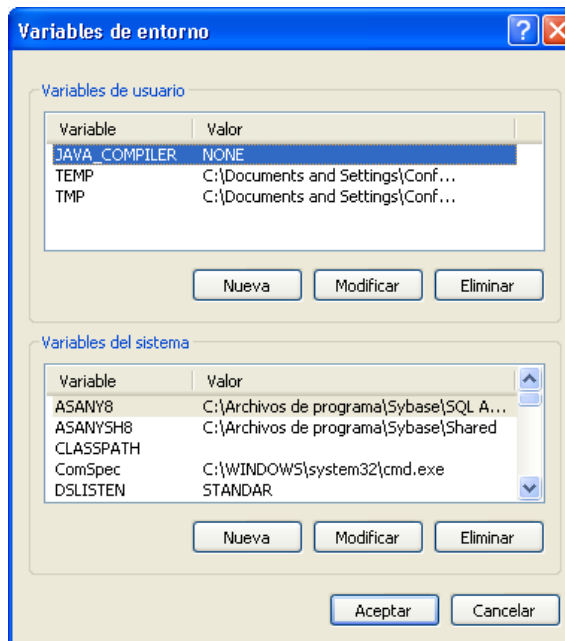 Variables de entorno
Variables de usuario
Variable Valor
JAVA_COMPILER NONE
TEMP C:\Documents and Settings\Conf...
TMP C:\Documents and Settings\Conf...
Nueva Modificar Eliminar
Variables del sistema
Variable Valor
ASANY8 C:\Archivos de programa\Sybase\SQL A...
ASANYSH8 C:\Archivos de programa\Sybase\Shared
CLASSPATH
ComSpec C:\WINDOWS\system32\cmd.exe
DSLISTEN STANDAR
Nueva Modificar Eliminar
Aceptar Cancelar